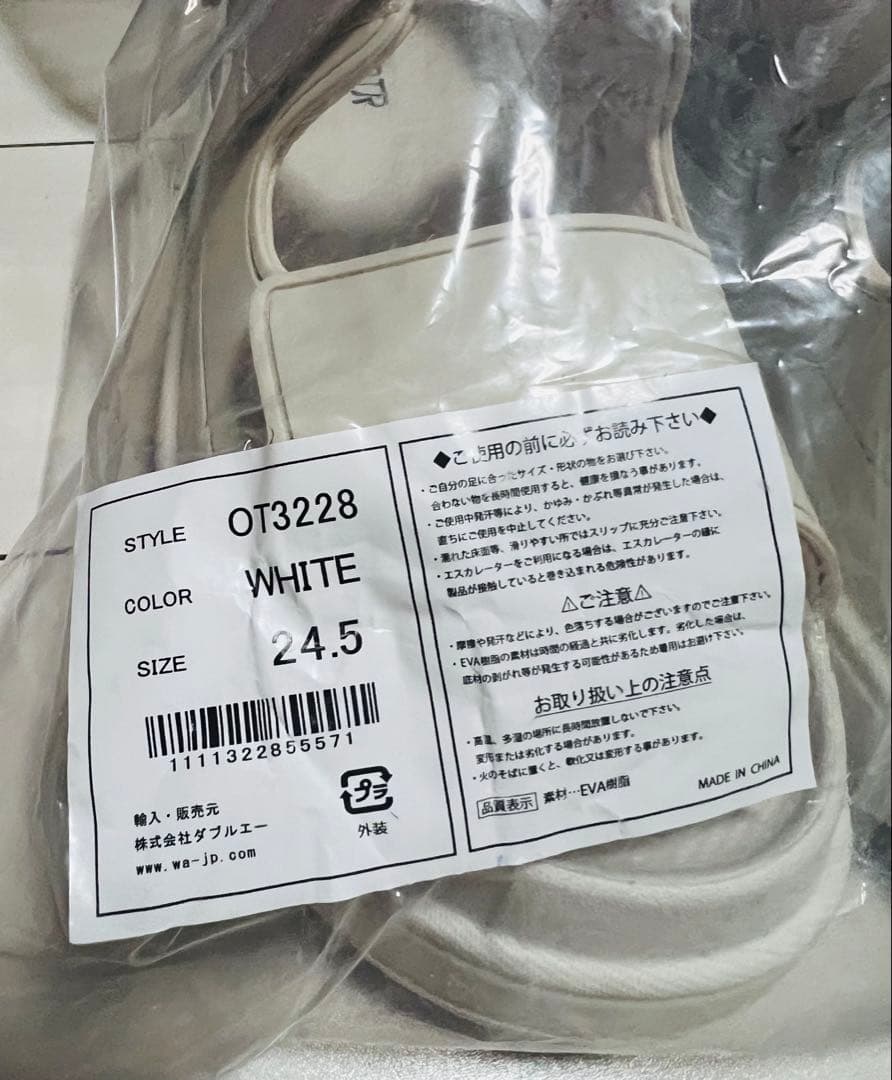 STYLE OT3228
COLOR WHITE
SIZE 24.5
1111322855571
輸入・販売元
株式会社ダブルエー
www.wa-jp.com
プラ
外装
◆ご使用の前に必ずお読み下さい◆
・ご自分の足に合ったサイズ・形状の物をお選び下さい。
合わない物を長時間使用すると、健康を損なう事があります。
・ご使用中発汗等により、かゆみ・かぶれ等異常が発生した場合は、
直ちにご使用を中止してください。
・濡れた床面等、滑りやすい所ではスリップに充分ご注意下さい。
・エスカレーターをご利用になる場合は、エスカレーターの縁に
製品が接触していると巻き込まれる危険性があります。
⚠ご注意⚠
・摩擦や発汗などにより、色落ちする場合がございますのでご注意下さい。
・EVA樹脂の素材は時間の経過と共に劣化します。劣化した場合は、
底材の剥がれ等が発生する可能性があるため着用はお避け下さい。
お取り扱い上の注意点
・高温、多湿の場所に長時間放置しないで下さい。
変形または劣化する場合があります。
・火のそばに置くと、軟化又は変形する事があります。
品質表示 素材…EVA樹脂
MADE IN CHINA